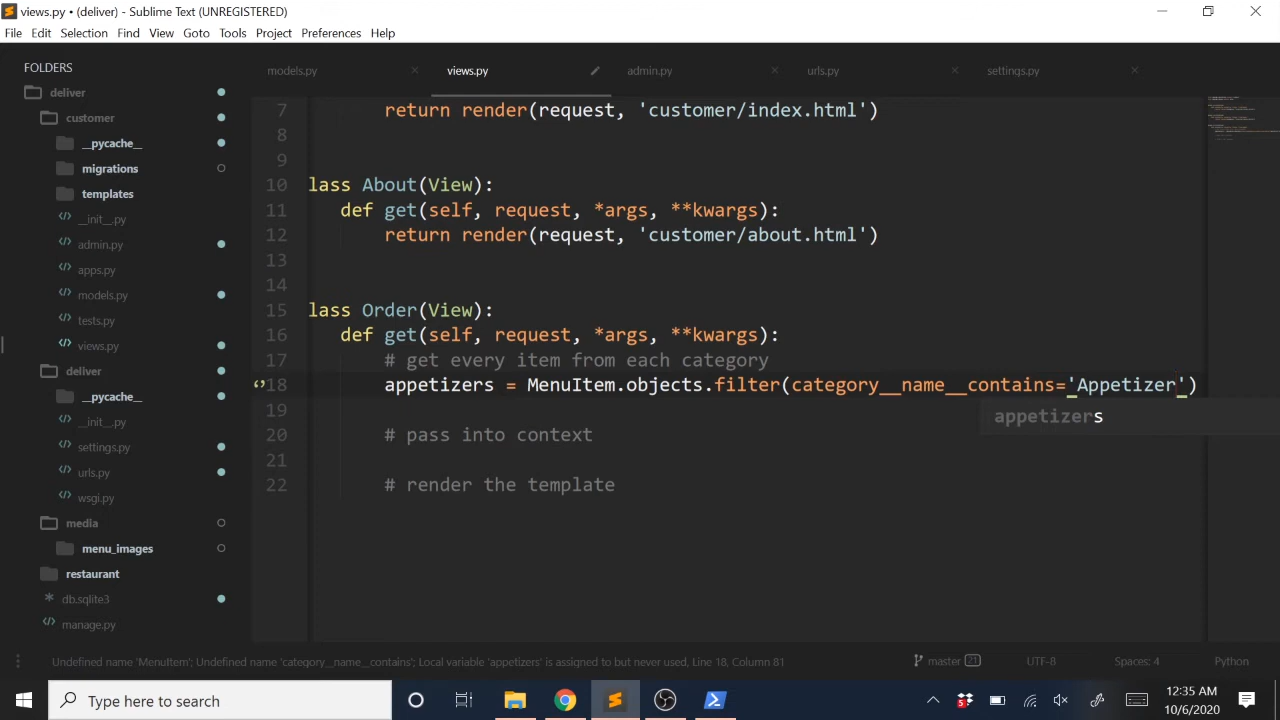 views.py • (deliver) - Sublime Text (UNREGISTERED)
File Edit Selection Find View Goto Tools Project Preferences Help
FOLDERS
deliver
customer
__pycache__
migrations
templates
__init__.py
admin.py
apps.py
models.py
tests.py
views.py
deliver
__pycache__
__init__.py
settings.py
urls.py
wsgi.py
media
menu_images
restaurant
db.sqlite3
manage.py
models.py views.py admin.py urls.py settings.py
7 return render(request, 'customer/index.html')
8
9
10 lass About(View):
11 def get(self, request, *args, **kwargs):
12 return render(request, 'customer/about.html')
13
14
15 lass Order(View):
16 def get(self, request, *args, **kwargs):
17 # get every item from each category
18 appetizers = MenuItem.objects.filter(category__name__contains='Appetizer')
appetizers
19
20 # pass into context
21
22 # render the template
Undefined name 'MenuItem'; Undefined name 'category__name__contains'; Local variable 'appetizers' is assigned to but never used, Line 18, Column 81
master 21 UTF-8 Spaces: 4 Python
Type here to search
12:35 AM
10/6/2020